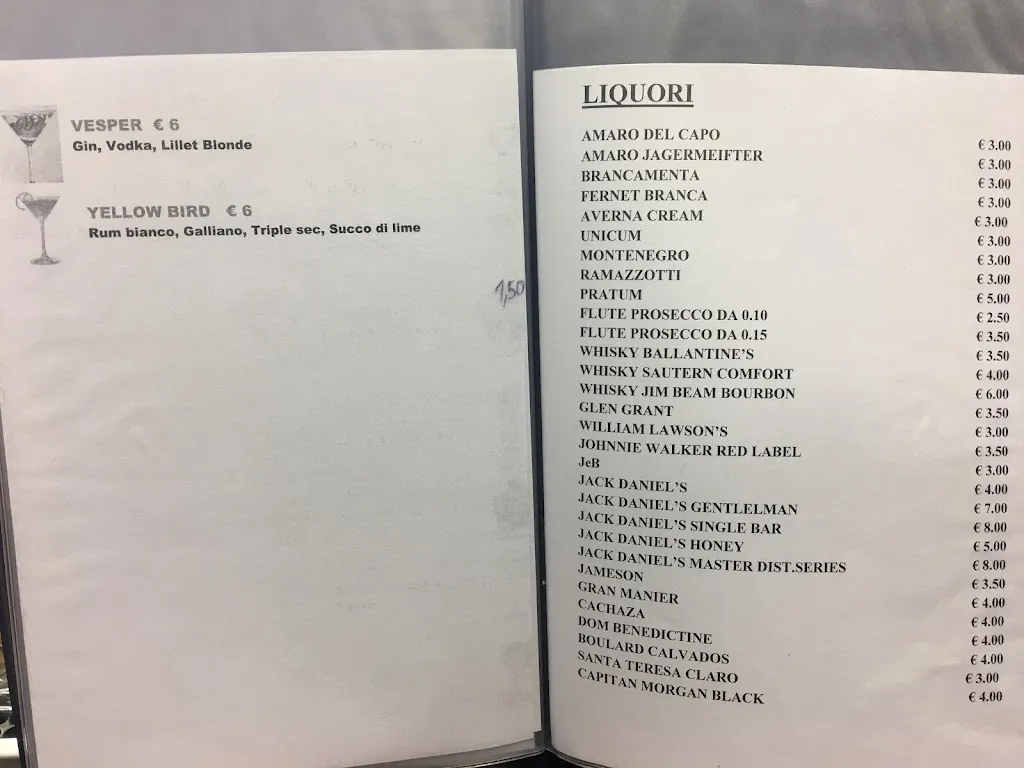 VESPER € 6
Gin, Vodka, Lillet Blonde
YELLOW BIRD € 6
Rum bianco, Galliano, Triple sec, Succo di lime
1,50
LIQUORI
AMARO DEL CAPO € 3.00
AMARO JAGERMEIFTER € 3.00
BRANCAMENTA € 3.00
FERNET BRANCA € 3.00
AVERNA CREAM € 3.00
UNICUM € 3.00
MONTENEGRO € 3.00
RAMAZZOTTI € 3.00
PRATUM € 5.00
FLUTE PROSECCO DA 0.10 € 2.50
FLUTE PROSECCO DA 0.15 € 3.50
WHISKY BALLANTINE'S € 3.50
WHISKY SAUTERN COMFORT € 4.00
WHISKY JIM BEAM BOURBON € 6.00
GLEN GRANT € 3.50
WILLIAM LAWSON'S € 3.00
JOHNNIE WALKER RED LABEL € 3.50
JeB € 3.00
JACK DANIEL'S € 4.00
JACK DANIEL'S GENTLELMAN € 7.00
JACK DANIEL'S SINGLE BAR € 8.00
JACK DANIEL'S HONEY € 5.00
JACK DANIEL'S MASTER DIST.SERIES € 8.00
JAMESON € 3.50
GRAN MANIER € 4.00
CACHAZA € 4.00
DOM BENEDICTINE € 4.00
BOULARD CALVADOS € 4.00
SANTA TERESA CLARO € 3.00
CAPITAN MORGAN BLACK € 4.00